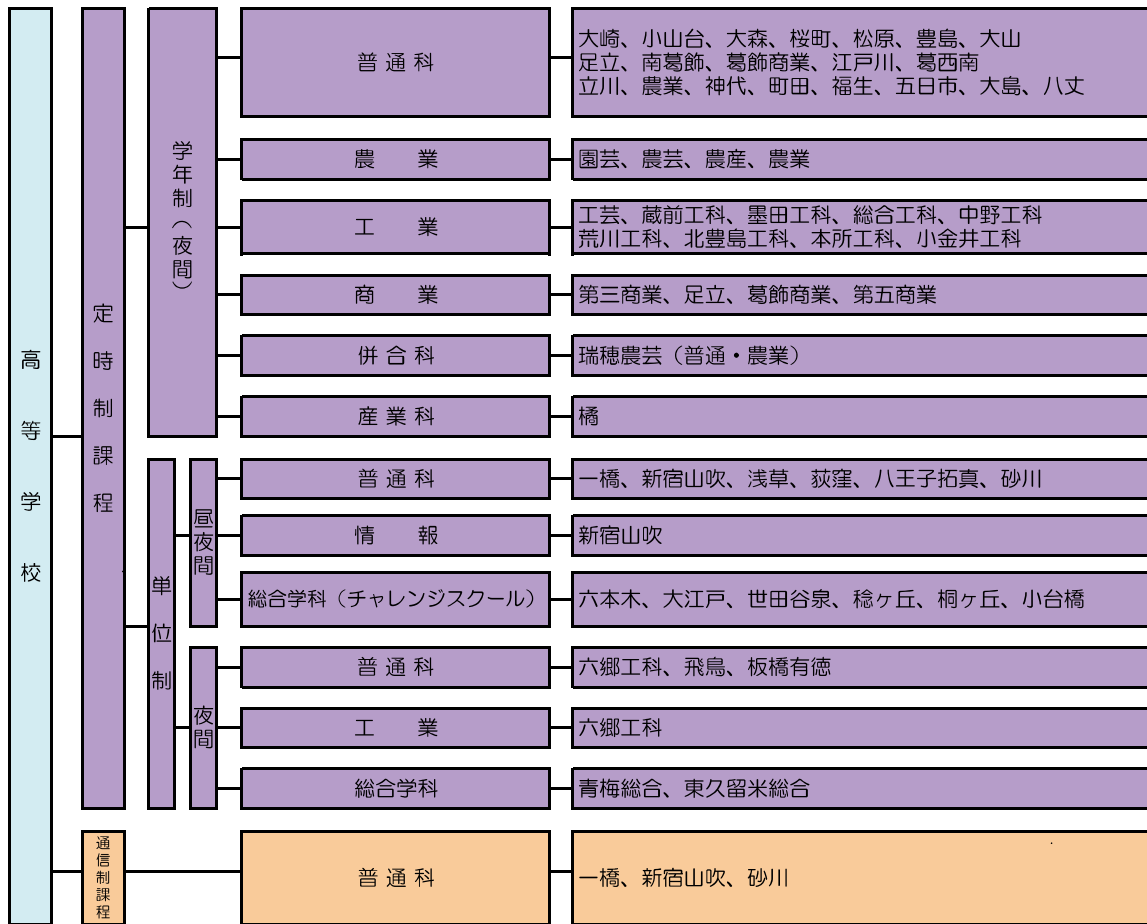 高等学校
定時制課程
学年制（夜間）
普通科
大崎、小山台、大森、桜町、松原、豊島、大山
足立、南葛飾、葛飾商業、江戸川、葛西南
立川、農業、神代、町田、福生、五日市、大島、八丈
農　業
園芸、農芸、農産、農業
工　業
工芸、蔵前工科、墨田工科、総合工科、中野工科
荒川工科、北豊島工科、本所工科、小金井工科
商　業
第三商業、足立、葛飾商業、第五商業
併合科
瑞穂農芸（普通・農業）
産業科
橘
単位制
昼夜間
普通科
一橋、新宿山吹、浅草、荻窪、八王子拓真、砂川
情　報
新宿山吹
総合学科（チャレンジスクール）
六本木、大江戸、世田谷泉、稔ヶ丘、桐ヶ丘、小台橋
夜間
普通科
六郷工科、飛鳥、板橋有徳
工　業
六郷工科
総合学科
青梅総合、東久留米総合
通信制課程
普通科
一橋、新宿山吹、砂川